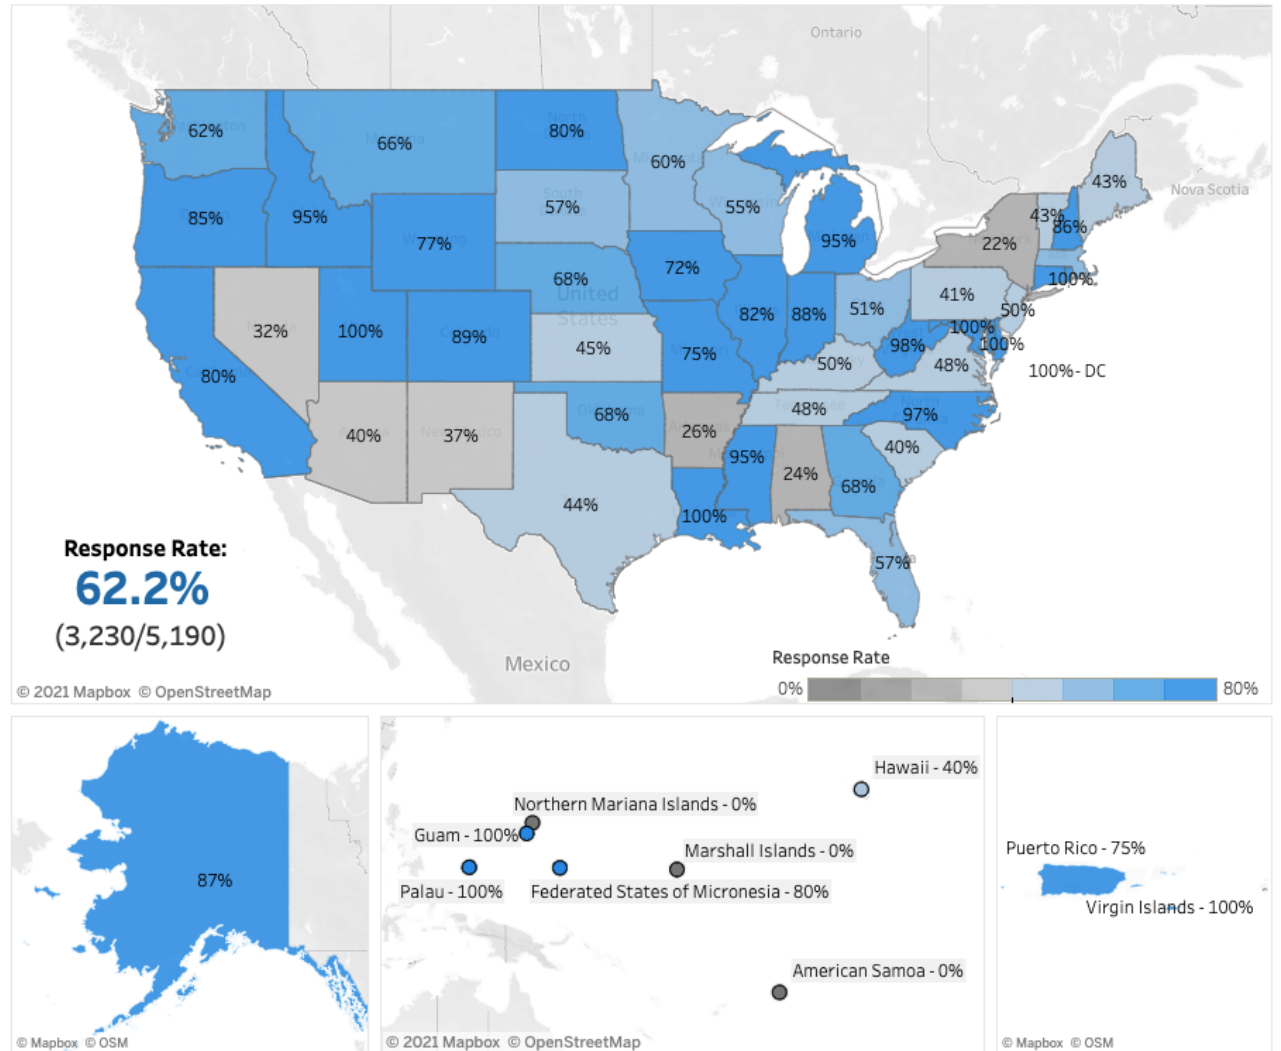 Ontario
Nova Scotia
62%
66%
80%
60%
43%
85%
95%
77%
57%
55%
95%
43%
86%
22%
100%
32%
100%
89%
68%
United
States
72%
82%
88%
51%
41%
50%
100%
100%
98%
48%
100%- DC
80%
45%
75%
50%
40%
37%
68%
26%
48%
97%
95%
24%
68%
40%
44%
100%
57%
Response Rate:
62.2%
(3,230/5,190)
Mexico
Response Rate
0%
80%
© 2021 Mapbox © OpenStreetMap
87%
© Mapbox © OSM
Hawaii - 40%
Northern Mariana Islands - 0%
Guam - 100%
Marshall Islands - 0%
Palau - 100%
Federated States of Micronesia - 80%
American Samoa - 0%
© 2021 Mapbox © OpenStreetMap
Puerto Rico - 75%
Virgin Islands - 100%
© Mapbox © OSM